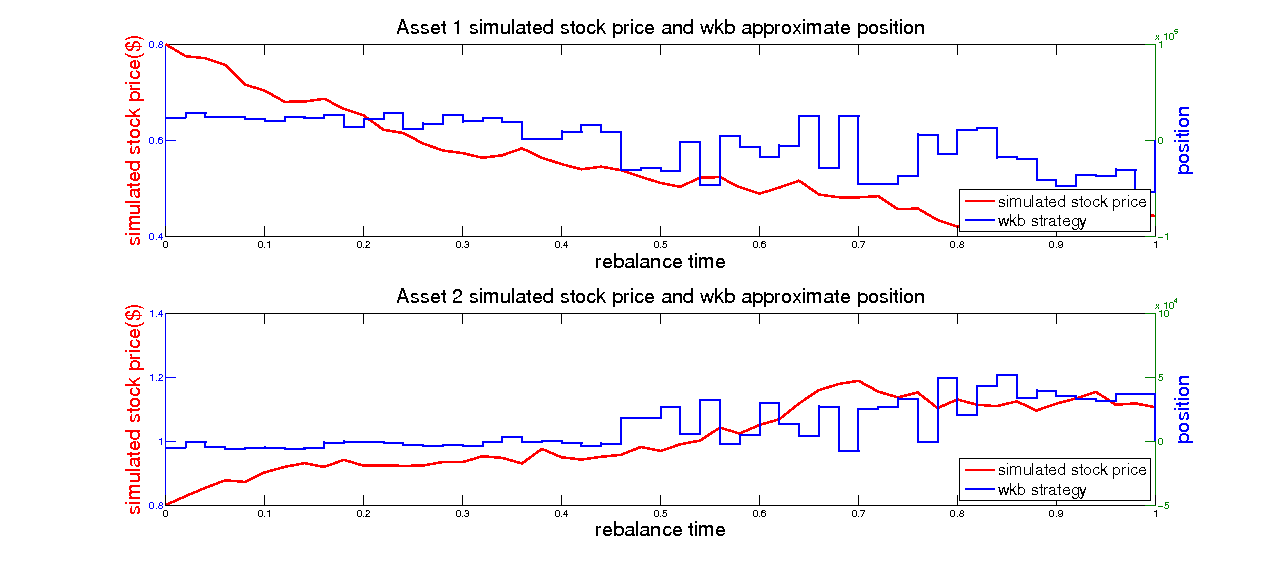 Asset 1 simulated stock price and wkb approximate position
x 10^5
0.8
0.6
0.4
1
0
-1
simulated stock price($)
position
simulated stock price
wkb strategy
0 0.1 0.2 0.3 0.4 0.5 0.6 0.7 0.8 0.9 1
rebalance time
Asset 2 simulated stock price and wkb approximate position
x 10^4
1.4
1.2
1
0.8
10
5
0
-5
simulated stock price($)
position
simulated stock price
wkb strategy
0 0.1 0.2 0.3 0.4 0.5 0.6 0.7 0.8 0.9 1
rebalance time